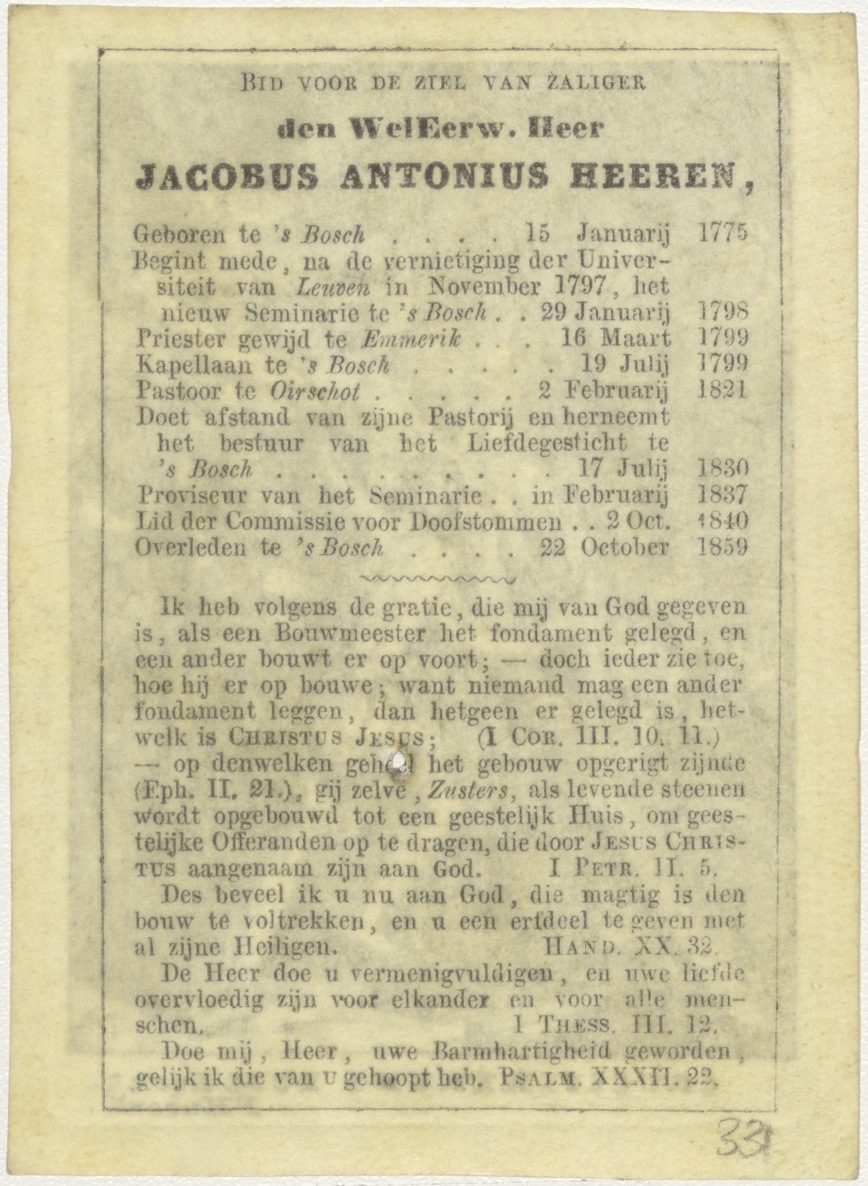 BID VOOR DE ZIEL VAN ZALIGER
den WelEerw. Heer
JACOBUS ANTONIUS HEEREN,
Geboren te 's Bosch . . . . 15 Januarij 1775
Begint mede, na de vernietiging der Univer-
siteit van Leuven in November 1797, het
nieuw Seminarie te 's Bosch . . 29 Januarij 1798
Priester gewijd te Emmerik . . . 16 Maart 1799
Kapellaan te 's Bosch . . . . . 19 Julij 1799
Pastoor te Oirschot . . . . . 2 Februarij 1821
Doet afstand van zijne Pastorij en herneemt
het bestuur van het Liefdegesticht te
's Bosch . . . . . . . . . . 17 Julij 1830
Proviseur van het Seminarie . . in Februarij 1837
Lid der Commissie voor Doofstommen . . 2 Oct. 1840
Overleden te 's Bosch . . . . 22 October 1859
Ik heb volgens de gratie, die mij van God gegeven
is, als een Bouwmeester het fondament gelegd, en
een ander bouwt er op voort; — doch ieder zie toe,
hoe hij er op bouwe; want niemand mag een ander
fondament leggen, dan hetgeen er gelegd is, het-
welk is CHRISTUS JESUS; (I COR. III. 10. 11.)
— op denwelken geheel het gebouw opgerigt zijnde
(Eph. II. 21.), gij zelve, Zusters, als levende steenen
wordt opgebouwd tot een geestelijk Huis, om gees-
telijke Offeranden op te dragen, die door JESUS CHRIS-
TUS aangenaam zijn aan God. I PETR. II. 5.
Des beveel ik u nu aan God, die magtig is den
bouw te voltrekken, en u een erfdeel te geven met
al zijne Heiligen. HAND. XX. 32.
De Heer doe u vermenigvuldigen, en uwe liefde
overvloedig zijn voor elkander en voor alle men-
schen. 1 THESS. III. 12.
Doe mij, Heer, uwe Barmhartigheid geworden,
gelijk ik die van U gehoopt heb. PSALM. XXXII. 22.
33